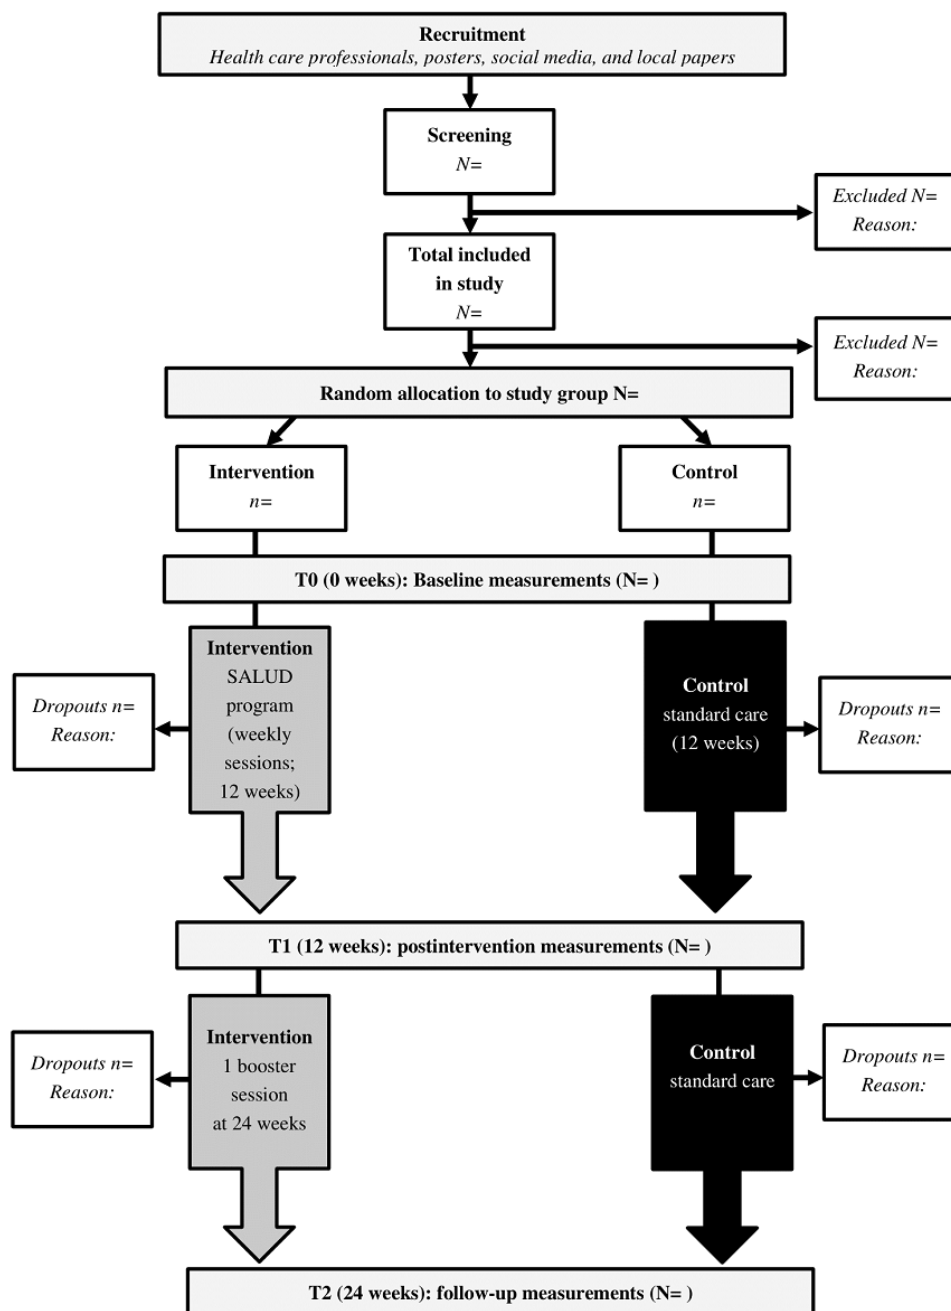 Recruitment
Health care professionals, posters, social media, and local papers
Screening
N=
Excluded N=
Reason:
Total included
in study
N=
Excluded N=
Reason:
Random allocation to study group N=
Intervention
n=
Control
n=
T0 (0 weeks): Baseline measurements (N= )
Intervention
SALUD
program
(weekly
sessions;
12 weeks)
Dropouts n=
Reason:
Control
standard care
(12 weeks)
Dropouts n=
Reason:
T1 (12 weeks): postintervention measurements (N= )
Dropouts n=
Reason:
Intervention
1 booster
session
at 24 weeks
Control
standard care
Dropouts n=
Reason:
T2 (24 weeks): follow-up measurements (N= )